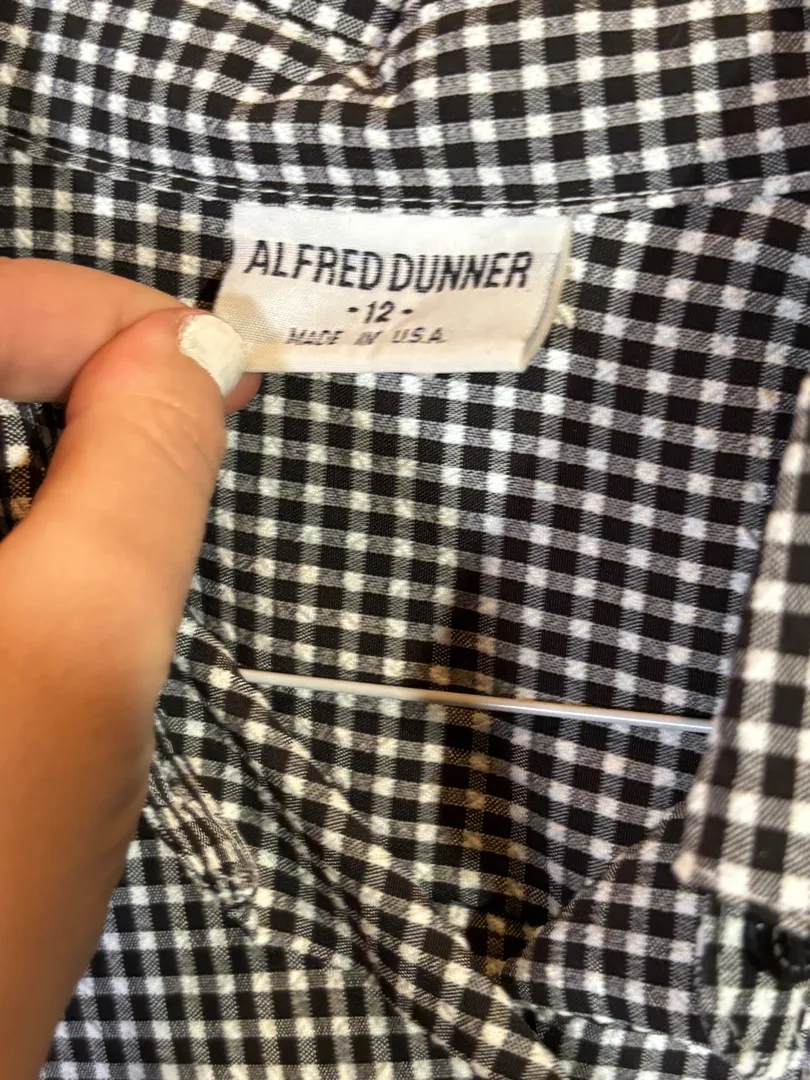 ALFRED DUNNER
- 12 -
MADE IN U.S.A.